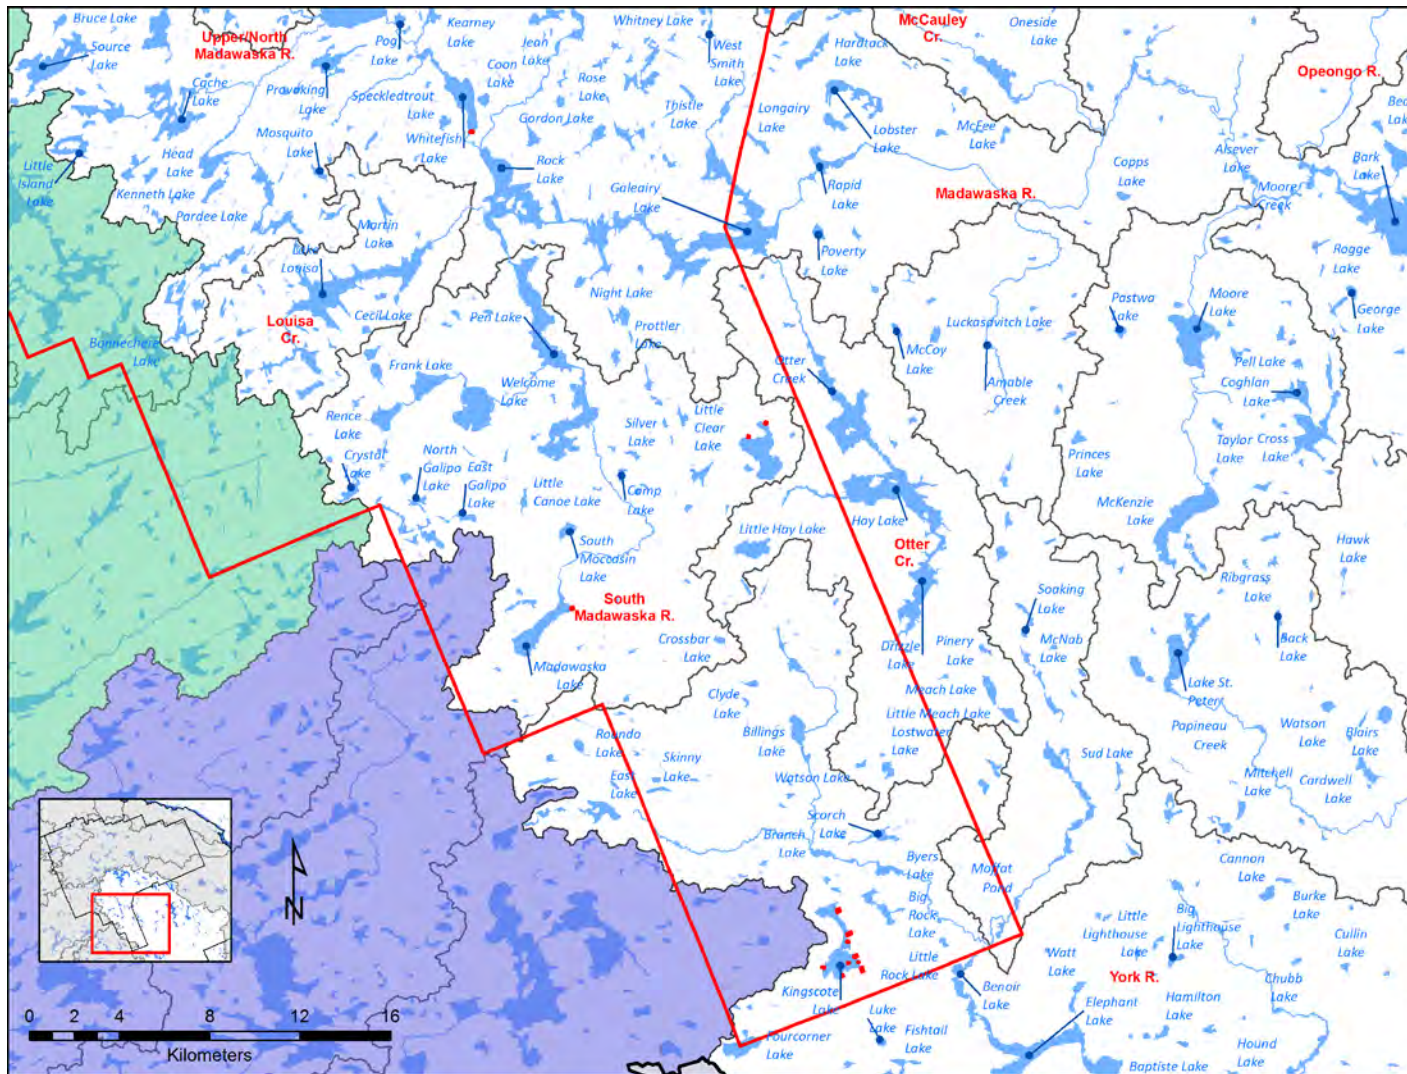 Bruce Lake
Source
Lake
Upper/North
Madawaska R.
Pog
Lake
Kearney
Lake
Jean
Lake
Coon
Lake
Whitney Lake
West
Smith
Lake
Hardtack
Lake
McCauley
Cr.
Oneside
Lake
Opeongo R.
Cache
Lake
Provoking
Lake
Speckledtrout
Lake
Rose
Lake
Gordon Lake
Thistle
Lake
Longairy
Lake
Lobster
Lake
McFee
Lake
Alsever
Lake
Bark
Lake
Little
Island
Lake
Head
Lake
Mosquito
Lake
Whitefish
Lake
Rock
Lake
Galeairy
Lake
Rapid
Lake
Madawaska R.
Copps
Lake
Moore
Creek
Kenneth Lake
Pardee Lake
Martin
Lake
Lake
Louisa
Poverty
Lake
Rogge
Lake
Louisa
Cr.
Cecil Lake
Pen Lake
Night Lake
Prottler
Lake
McCoy
Lake
Luckasavitch Lake
Pastwa
Lake
Moore
Lake
George
Lake
Bonnechere
Lake
Frank Lake
Welcome
Lake
Otter
Creek
Amable
Creek
Pell Lake
Coghlan
Lake
Rence
Lake
Crystal
Lake
North
Galipo
Lake
East
Galipo
Lake
Silver
Lake
Little
Clear
Lake
Taylor
Lake
Cross
Lake
Princes
Lake
Little
Canoe Lake
Camp
Lake
Little Hay Lake
Hay Lake
McKenzie
Lake
Hawk
Lake
South
Moccasin
Lake
Otter
Cr.
Soaking
Lake
Ribgrass
Lake
South
Madawaska R.
Crossbar
Lake
Drizzle
Lake
Pinery
Lake
McNab
Lake
Back
Lake
Madawaska
Lake
Clyde
Lake
Meach Lake
Little Meach Lake
Lostwater
Lake
Lake St.
Peter
Papineau
Creek
Watson
Lake
Blairs
Lake
Roundo
Lake
Skinny
Lake
Billings
Lake
Watson Lake
Sud Lake
Mitchell
Lake
Cardwell
Lake
East
Lake
Scorch
Lake
Branch
Lake
Byers
Lake
Moffat
Pond
Cannon
Lake
Burke
Lake
Big
Rock
Lake
Little
Lighthouse
Lake
Big
Lighthouse
Lake
Cullin
Lake
Little
Rock Lake
Watt
Lake
York R.
Chubb
Lake
Kingscote
Lake
Benoir
Lake
Elephant
Lake
Hamilton
Lake
Luke
Lake
Fishtail
Lake
Fourcorner
Lake
Baptiste Lake
Hound
Lake
N
0 2 4 8 12 16
Kilometers